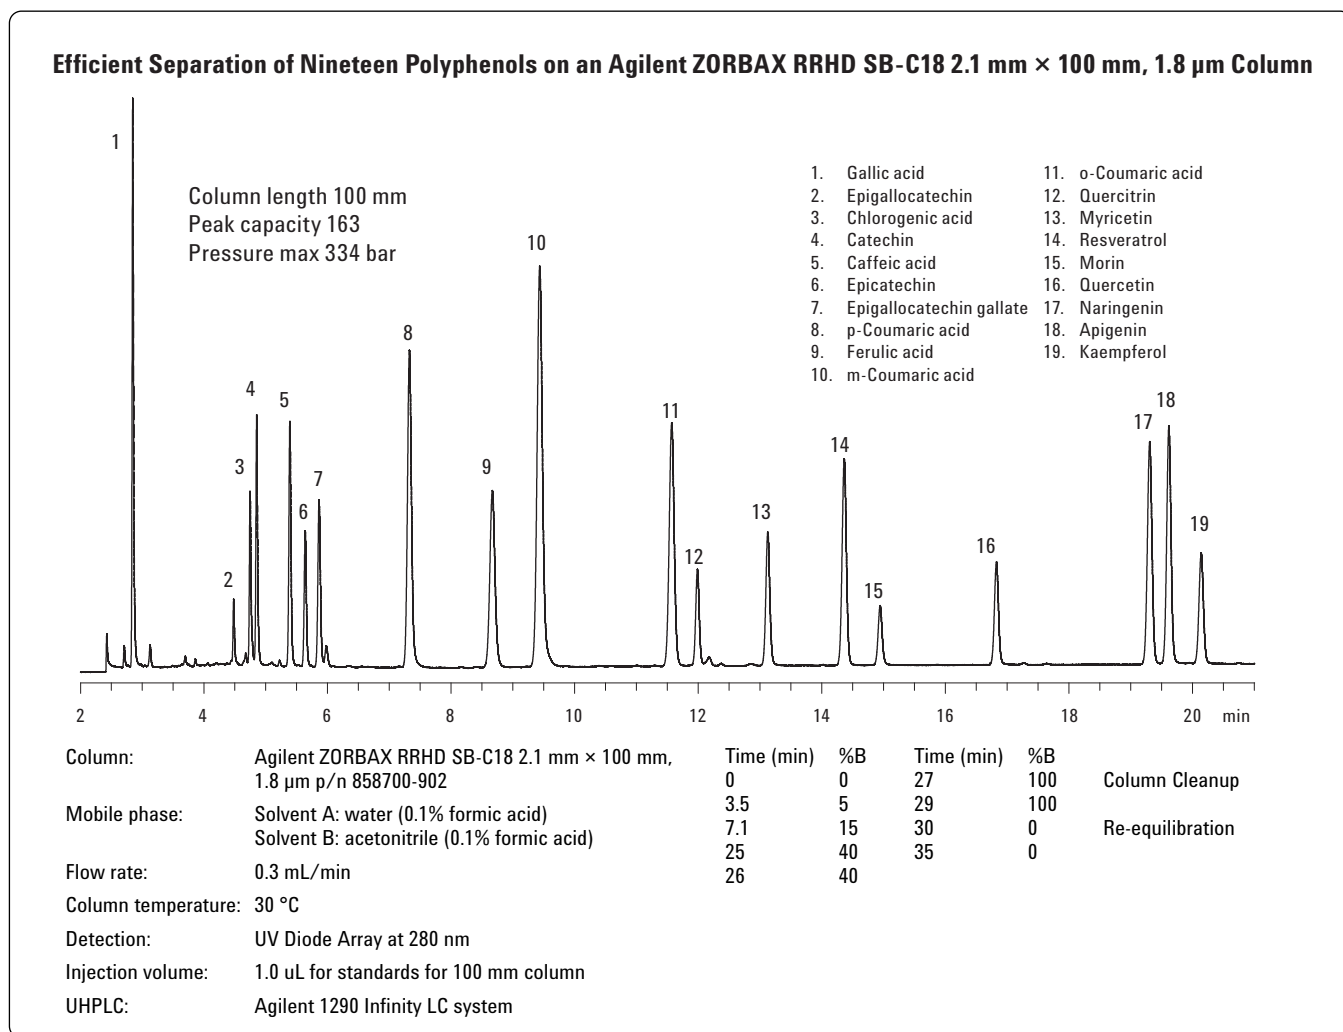 Efficient Separation of Nineteen Polyphenols on an Agilent ZORBAX RRHD SB-C18 2.1 mm × 100 mm, 1.8 µm Column
Column length 100 mm
Peak capacity 163
Pressure max 334 bar
1. Gallic acid
2. Epigallocatechin
3. Chlorogenic acid
4. Catechin
5. Caffeic acid
6. Epicatechin
7. Epigallocatechin gallate
8. p-Coumaric acid
9. Ferulic acid
10. m-Coumaric acid
11. o-Coumaric acid
12. Quercitrin
13. Myricetin
14. Resveratrol
15. Morin
16. Quercetin
17. Naringenin
18. Apigenin
19. Kaempferol
1
2
3
4
5
6
7
8
9
10
11
12
13
14
15
16
17
18
19
2 4 6 8 10 12 14 16 18 20 min
Column: Agilent ZORBAX RRHD SB-C18 2.1 mm × 100 mm,
1.8 µm p/n 858700-902
Mobile phase: Solvent A: water (0.1% formic acid)
Solvent B: acetonitrile (0.1% formic acid)
Flow rate: 0.3 mL/min
Column temperature: 30 °C
Detection: UV Diode Array at 280 nm
Injection volume: 1.0 uL for standards for 100 mm column
UHPLC: Agilent 1290 Infinity LC system
Time (min) %B Time (min) %B
0 0 27 100 Column Cleanup
3.5 5 29 100
7.1 15 30 0 Re-equilibration
25 40 35 0
26 40